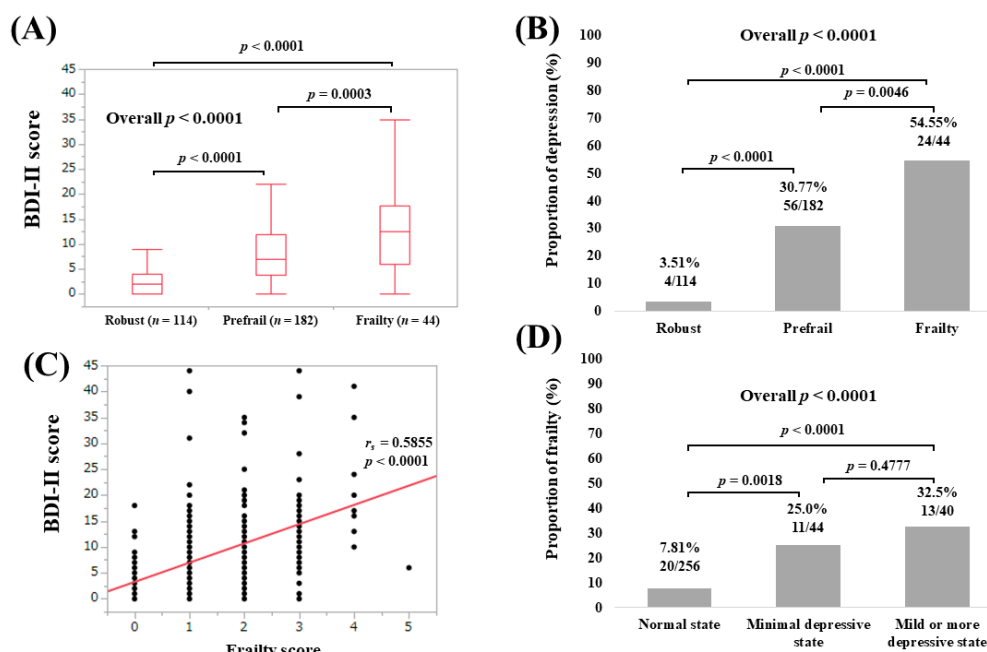 (A)
p < 0.0001
45
40
35
30
25
20
15
10
5
0
BDI-II score
p = 0.0003
Overall p < 0.0001
p < 0.0001
Robust (n = 114) Prefrail (n = 182) Frailty (n = 44)
(B)
100
90
80
70
60
50
40
30
20
10
0
Proportion of depression (%)
Overall p < 0.0001
p < 0.0001
p = 0.0046
54.55%
24/44
p < 0.0001
30.77%
56/182
3.51%
4/114
Robust Prefrail Frailty
(C)
45
40
35
30
25
20
15
10
5
0
BDI-II score
rs = 0.5855
p < 0.0001
0 1 2 3 4 5
Frailty score
(D)
100
90
80
70
60
50
40
30
20
10
0
Proportion of frailty (%)
Overall p < 0.0001
p < 0.0001
p = 0.4777
p = 0.0018
32.5%
13/40
25.0%
11/44
7.81%
20/256
Normal state Minimal depressive Mild or more
state depressive state